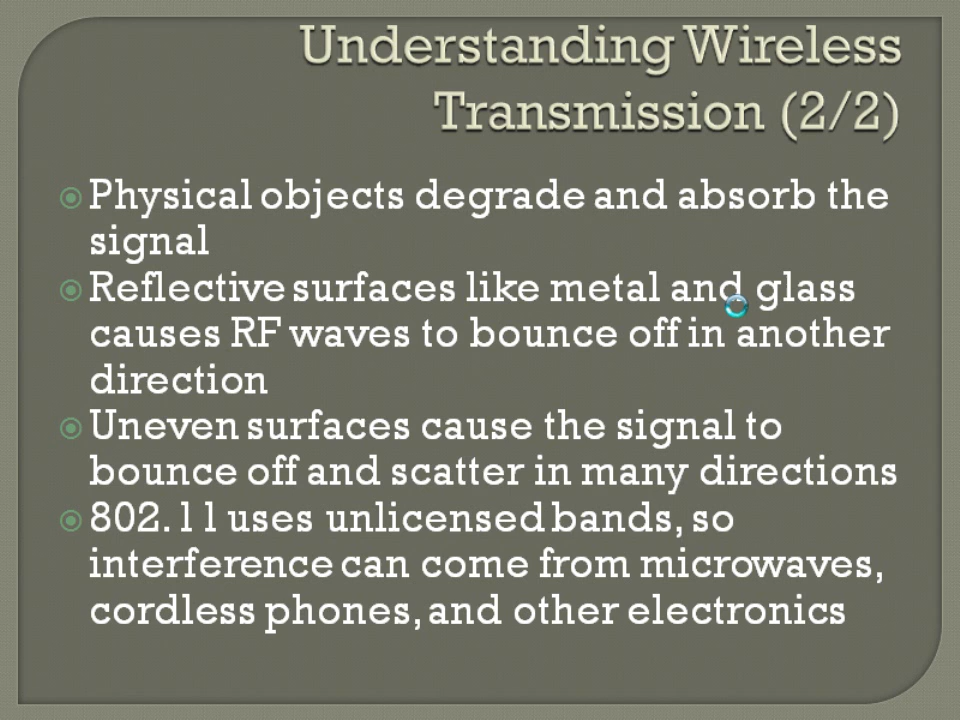 Understanding Wireless
Transmission (2/2)
Physical objects degrade and absorb the
signal
Reflective surfaces like metal and glass
causes RF waves to bounce off in another
direction
Uneven surfaces cause the signal to
bounce off and scatter in many directions
802.11 uses unlicensed bands, so
interference can come from microwaves,
cordless phones, and other electronics